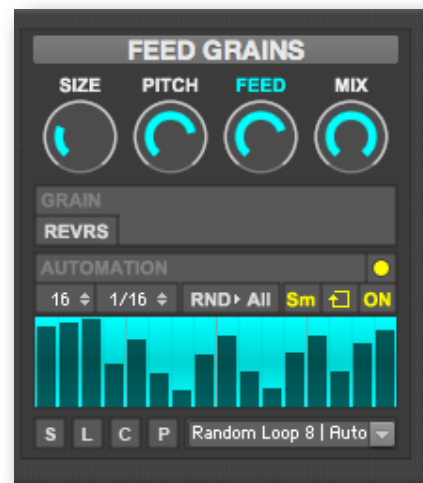 FEED GRAINS
SIZE PITCH FEED MIX
GRAIN
REVRS
AUTOMATION
16 1/16 RND All Sm ON
S L C P Random Loop 8 | Auto